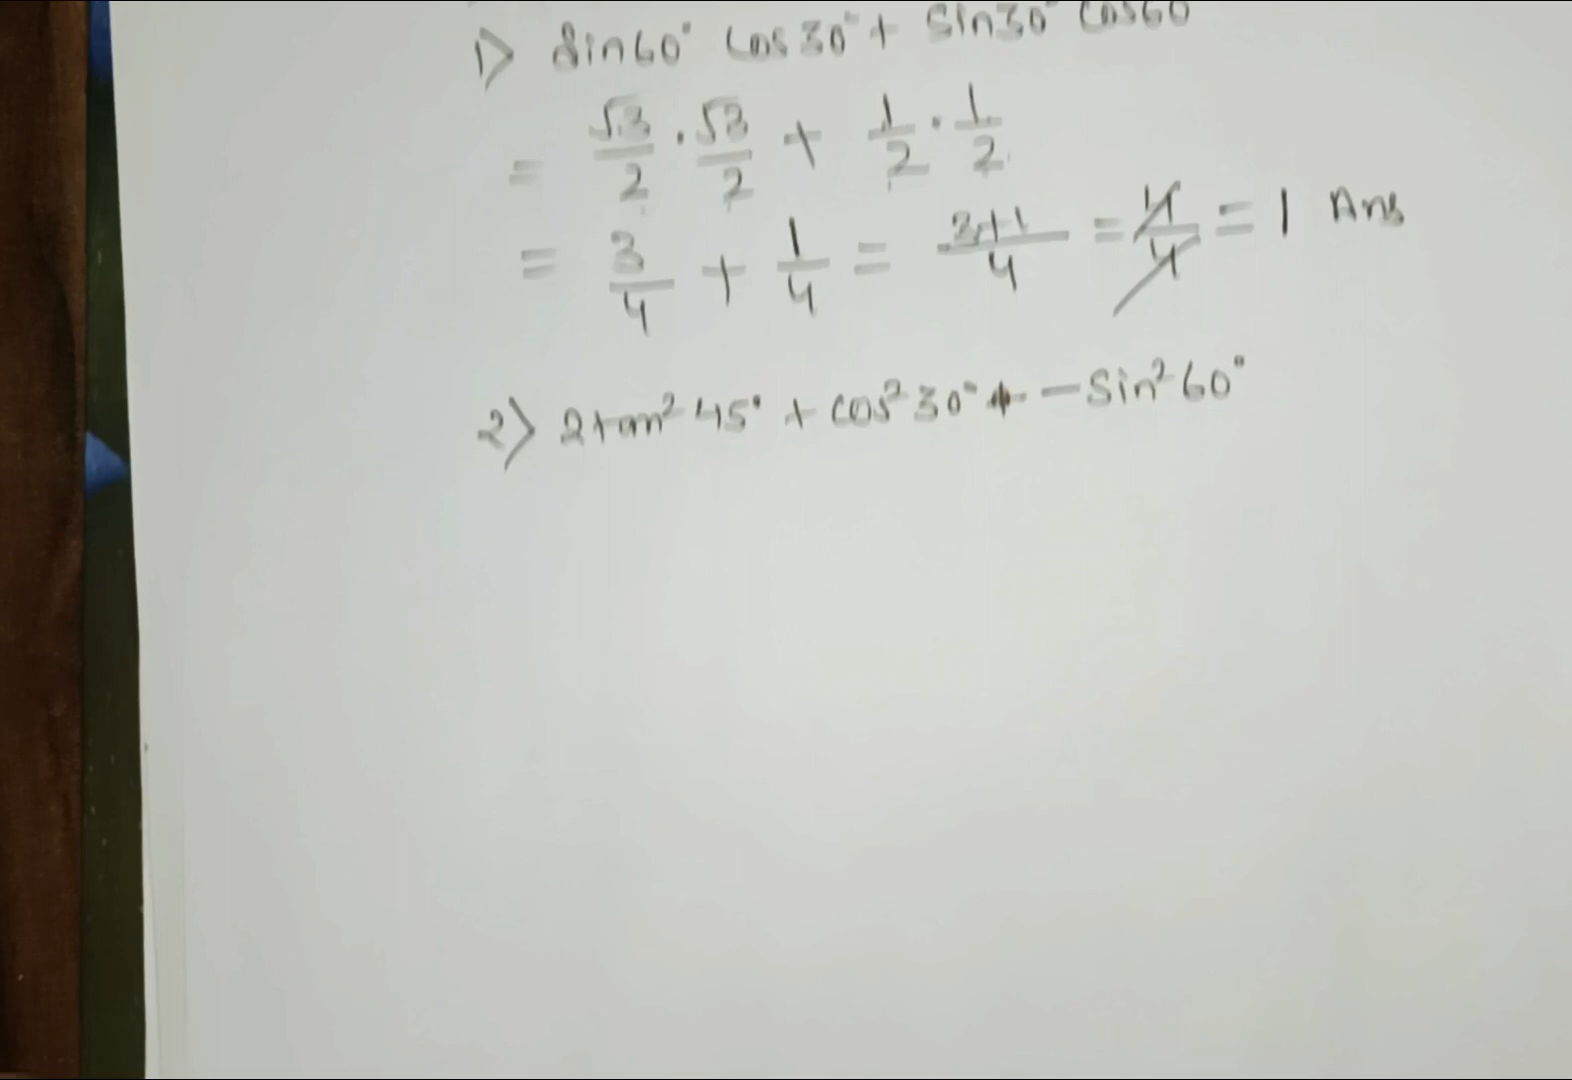 1) Sin60° Cos30° + Sin30° Cos60
= √3/2 . √3/2 + 1/2 . 1/2
= 3/4 + 1/4 = 3+1/4 = 4/4 = 1 Ans
2) 2tan² 45° + cos² 30° - Sin² 60°